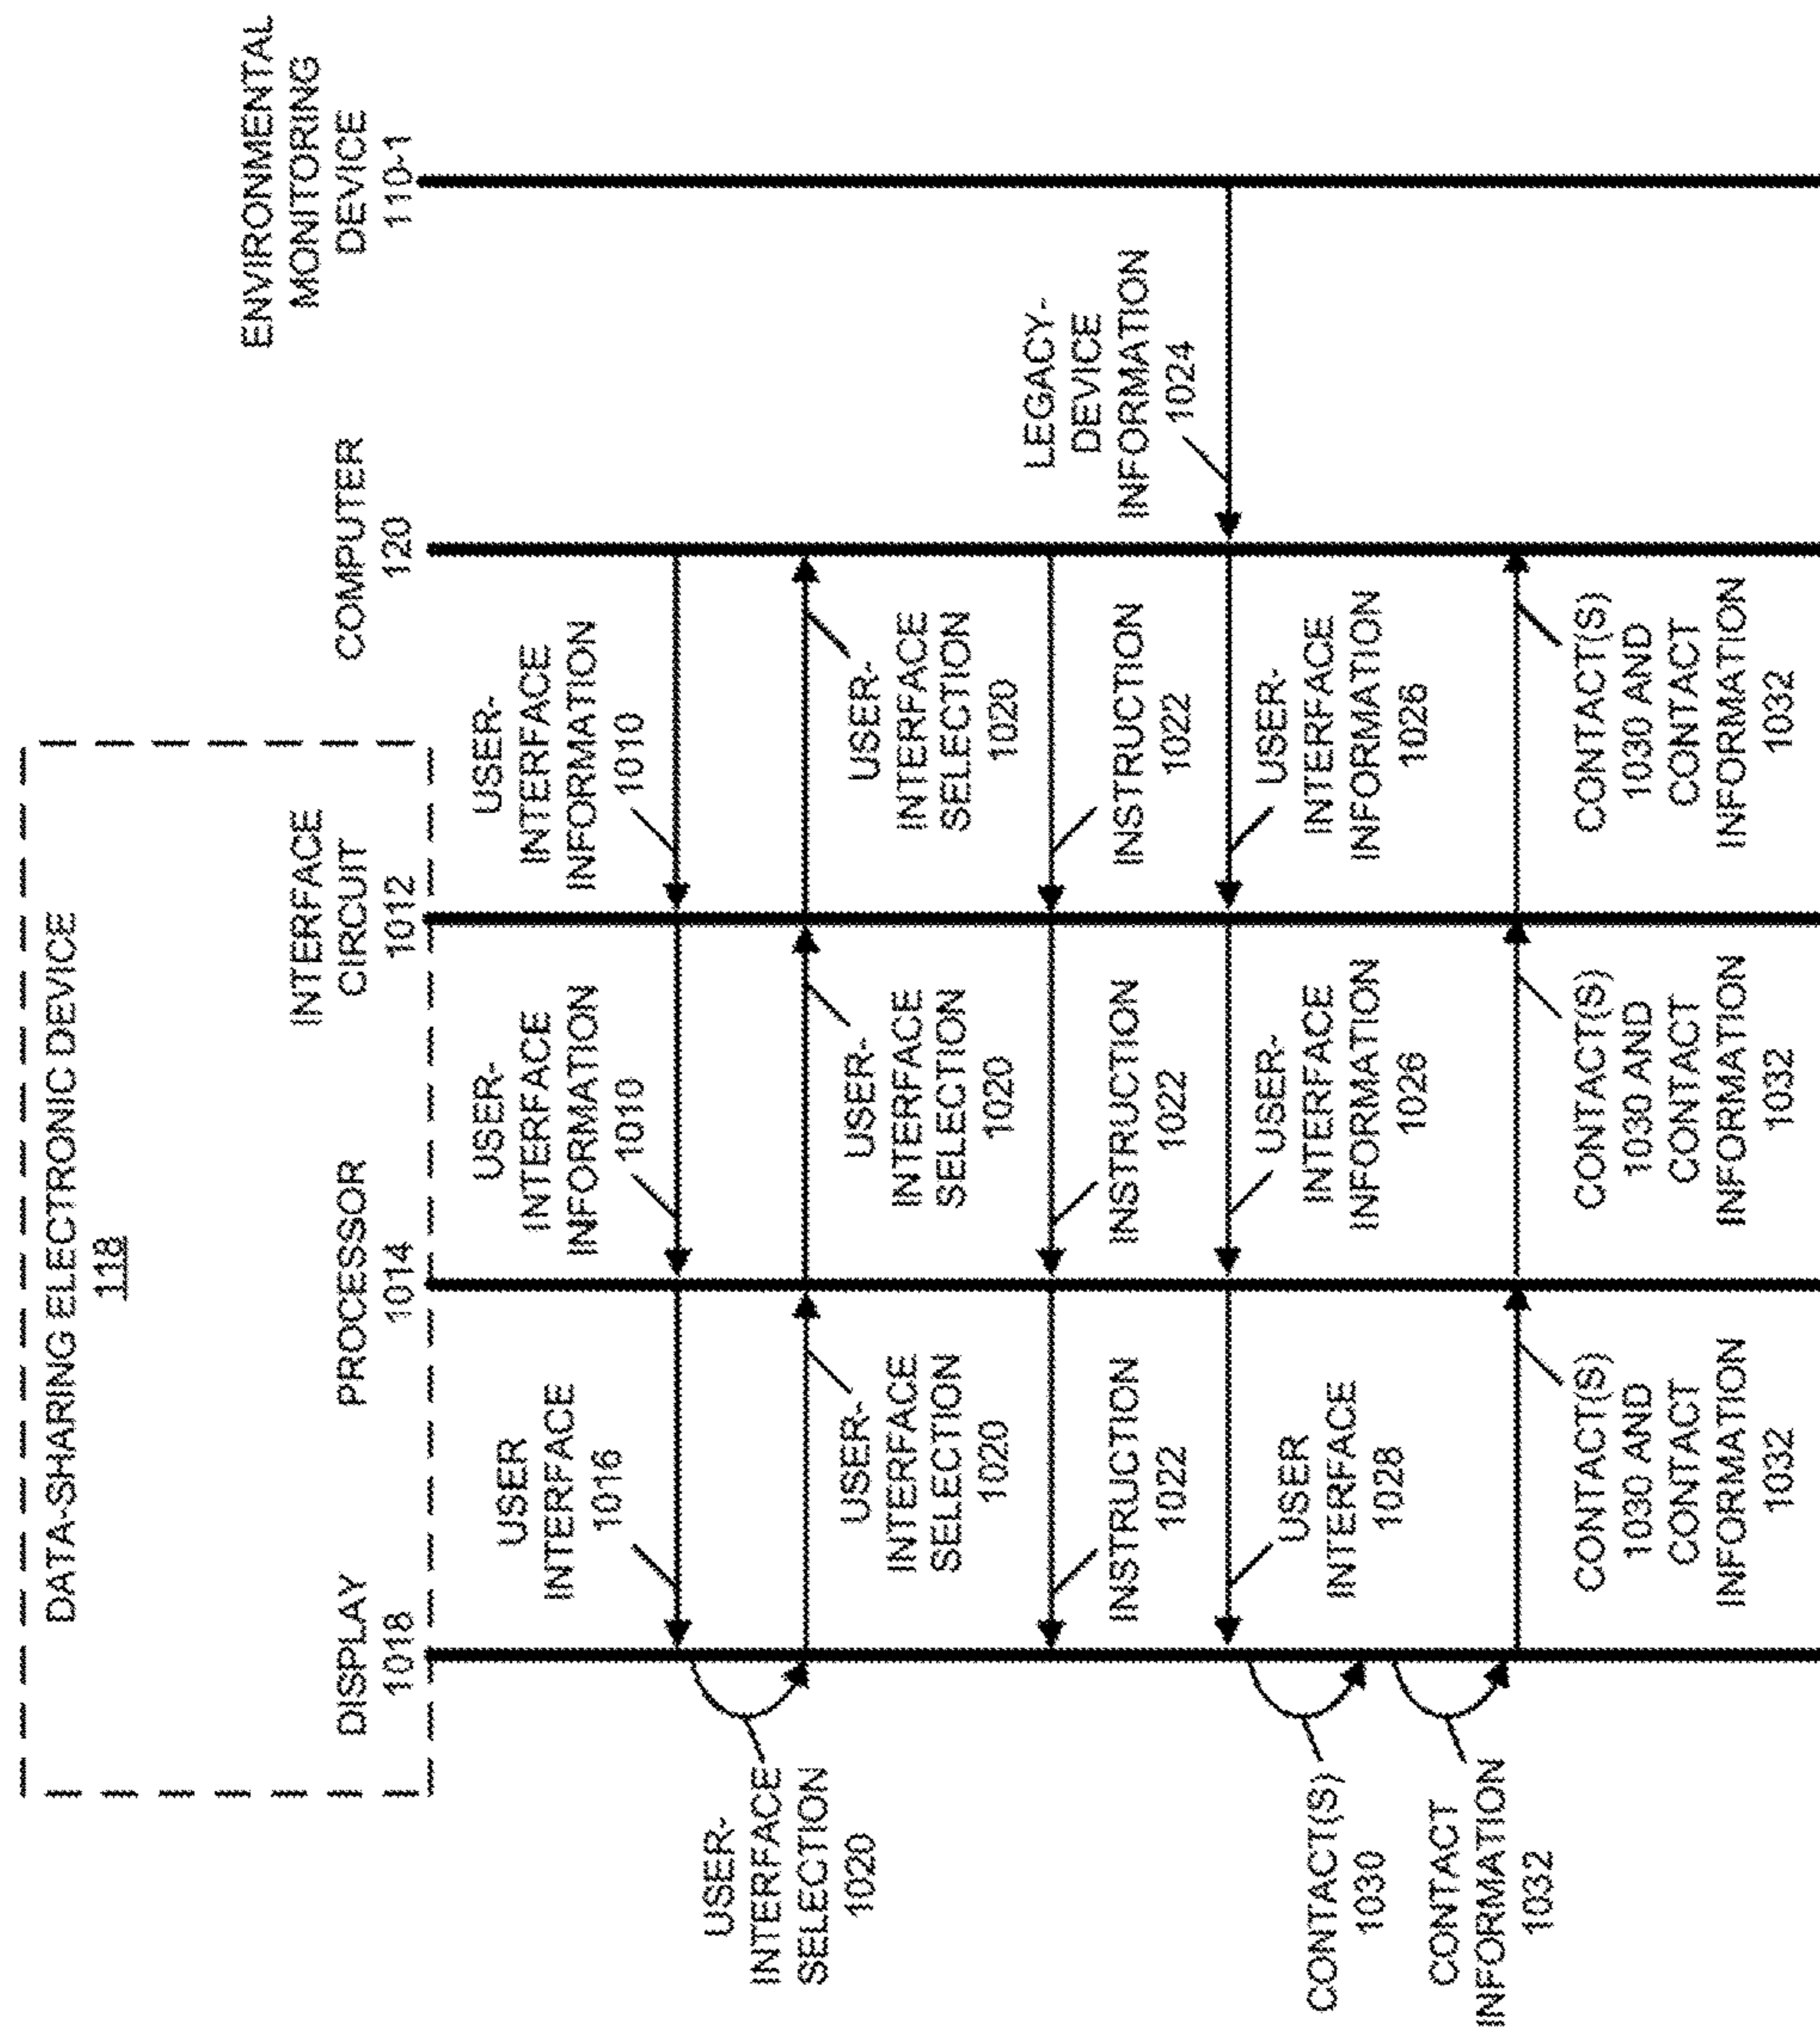 DATA-SHARING ELECTRONIC DEVICE
118
DISPLAY
1018
PROCESSOR
1014
INTERFACE
CIRCUIT
1012
COMPUTER
120
ENVIRONMENTAL
MONITORING
DEVICE
110-1
USER
INTERFACE
1016
USER-
INTERFACE
INFORMATION
1010
USER-
INTERFACE
INFORMATION
1010
USER-
INTERFACE
SELECTION
1020
USER-
INTERFACE
SELECTION
1020
USER-
INTERFACE
SELECTION
1020
USER-
INTERFACE
SELECTION
1020
INSTRUCTION
1022
INSTRUCTION
1022
INSTRUCTION
1022
LEGACY-
DEVICE
INFORMATION
1024
USER
INTERFACE
1028
USER-
INTERFACE
INFORMATION
1026
USER-
INTERFACE
INFORMATION
1026
CONTACT(S)
1030
CONTACT
INFORMATION
1032
CONTACT(S)
1030 AND
CONTACT
INFORMATION
1032
CONTACT(S)
1030 AND
CONTACT
INFORMATION
1032
CONTACT(S)
1030 AND
CONTACT
INFORMATION
1032